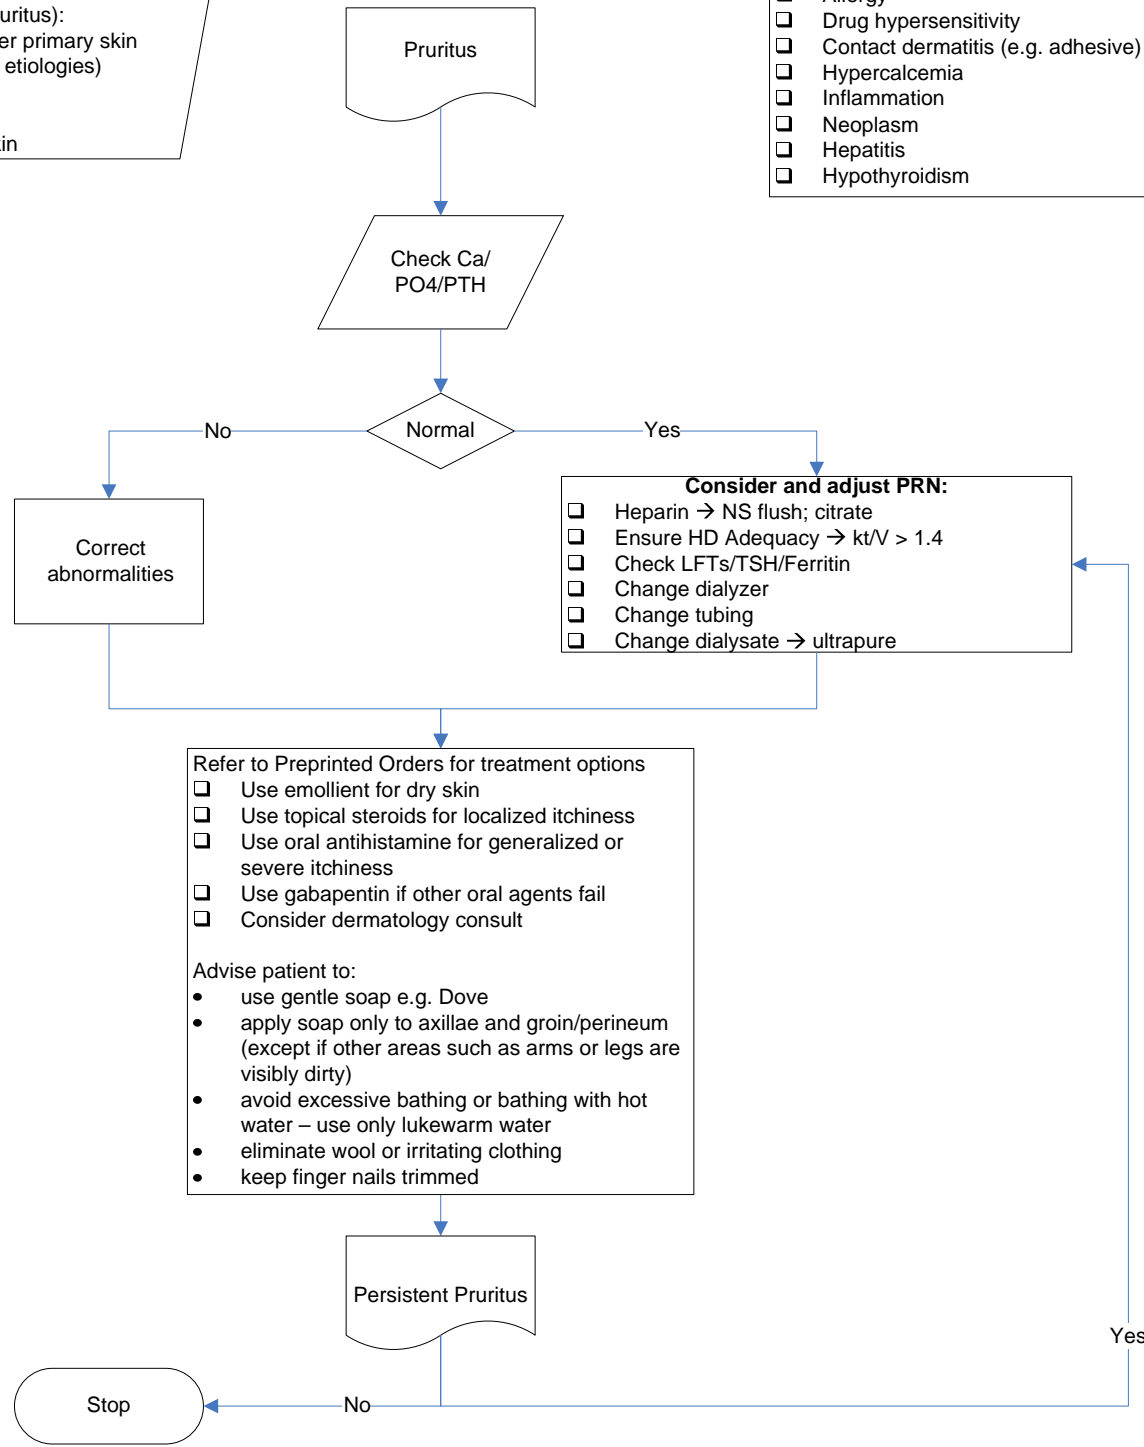 uritus):
er primary skin
etiologies)
in
Pruritus
Allergy
❑ Drug hypersensitivity
❑ Contact dermatitis (e.g. adhesive)
❑ Hypercalcemia
❑ Inflammation
❑ Neoplasm
❑ Hepatitis
❑ Hypothyroidism
Check Ca/
PO4/PTH
Normal
No
Yes
Correct
abnormalities
Consider and adjust PRN:
❑ Heparin → NS flush; citrate
❑ Ensure HD Adequacy → kt/V > 1.4
❑ Check LFTs/TSH/Ferritin
❑ Change dialyzer
❑ Change tubing
❑ Change dialysate → ultrapure
Refer to Preprinted Orders for treatment options
❑ Use emollient for dry skin
❑ Use topical steroids for localized itchiness
❑ Use oral antihistamine for generalized or
severe itchiness
❑ Use gabapentin if other oral agents fail
❑ Consider dermatology consult
Advise patient to:
• use gentle soap e.g. Dove
• apply soap only to axillae and groin/perineum
(except if other areas such as arms or legs are
visibly dirty)
• avoid excessive bathing or bathing with hot
water – use only lukewarm water
• eliminate wool or irritating clothing
• keep finger nails trimmed
Persistent Pruritus
Yes
No
Stop